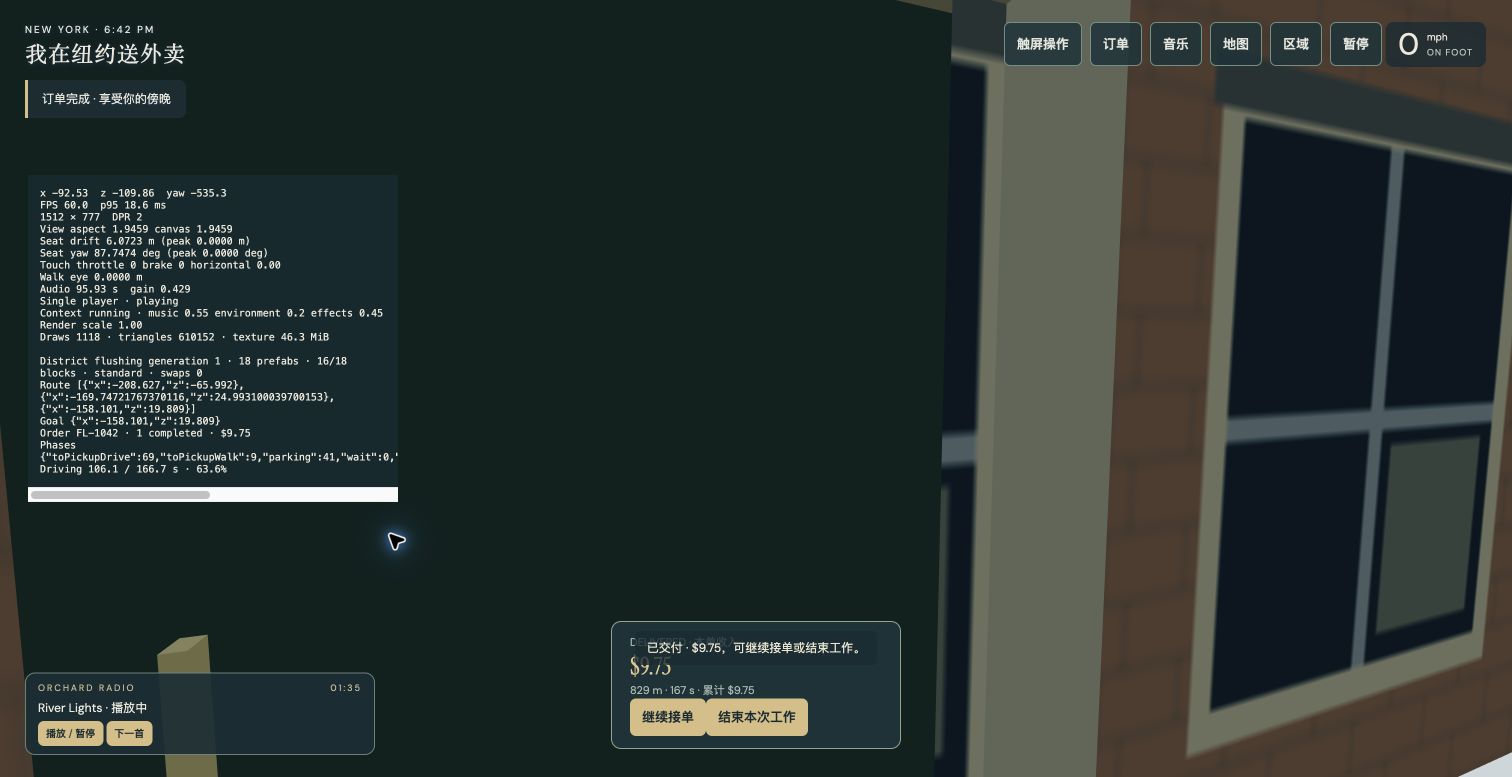 NEW YORK · 6:42 PM
我在纽约送外卖
订单完成 · 享受你的傍晚
触屏操作
订单
音乐
地图
区域
暂停
0 mph
ON FOOT
x -92.53  z -109.86  yaw -535.3
FPS 60.0  p95 18.6 ms
1512 × 777  DPR 2
View aspect 1.9459 canvas 1.9459
Seat drift 6.0723 m (peak 0.0000 m)
Seat yaw 87.7474 deg (peak 0.0000 deg)
Touch throttle 0 brake 0 horizontal 0.00
Walk eye 0.0000 m
Audio 95.93 s  gain 0.429
Single player · playing
Context running · music 0.55 environment 0.2 effects 0.45
Render scale 1.00
Draws 1118 · triangles 610152 · texture 46.3 MiB
District flushing generation 1 · 18 prefabs · 16/18
blocks · standard · swaps 0
Route [{"x":-208.627,"z":-65.992},
{"x":-169.74721767370116,"z":24.993100039700153},
{"x":-158.101,"z":19.809}]
Goal {"x":-158.101,"z":19.809}
Order FL-1042 · 1 completed · $9.75
Phases
{"toPickupDrive":69,"toPickupWalk":9,"parking":41,"wait":0,"
Driving 106.1 / 166.7 s · 63.6%
ORCHARD RADIO
01:35
River Lights · 播放中
播放 / 暂停
下一首
已交付 · $9.75，可继续接单或结束工作。
$9.75
829 m · 167 s · 累计 $9.75
继续接单
结束本次工作